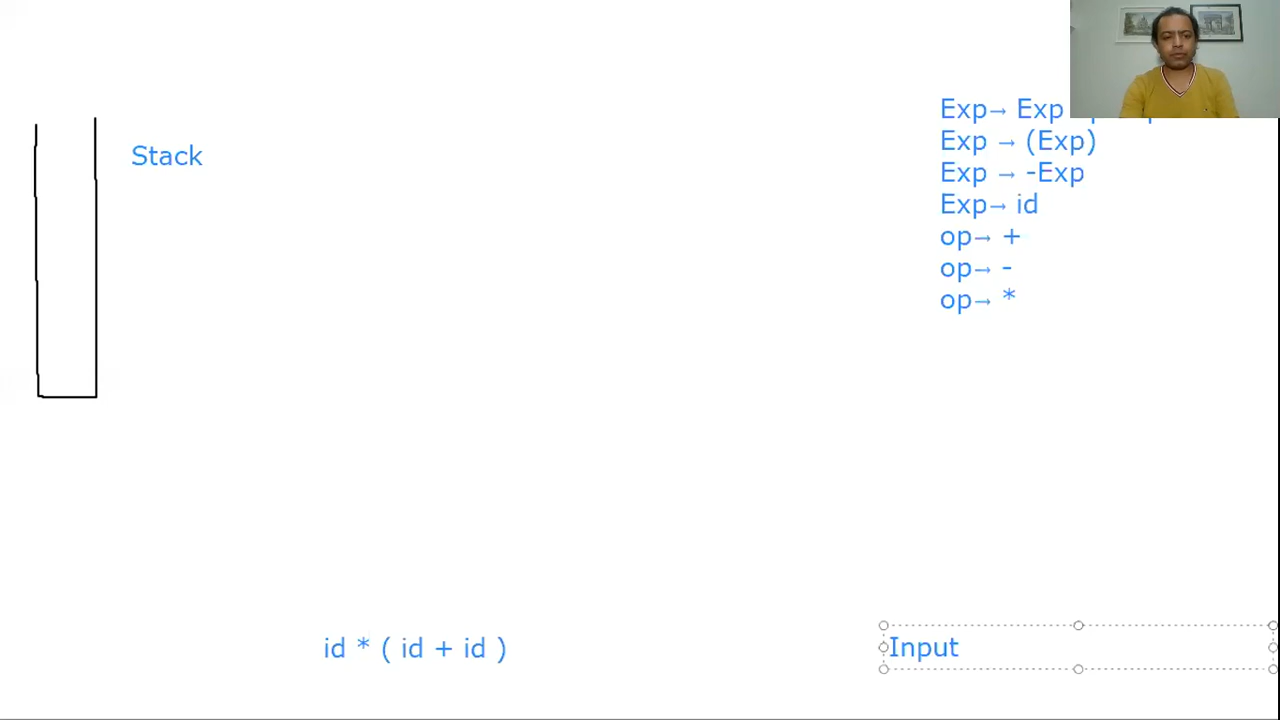 Exp→ Exp
Stack
Exp → (Exp)
Exp → -Exp
Exp→ id
op→ +
op→ -
op→ *
id * ( id + id )
Input